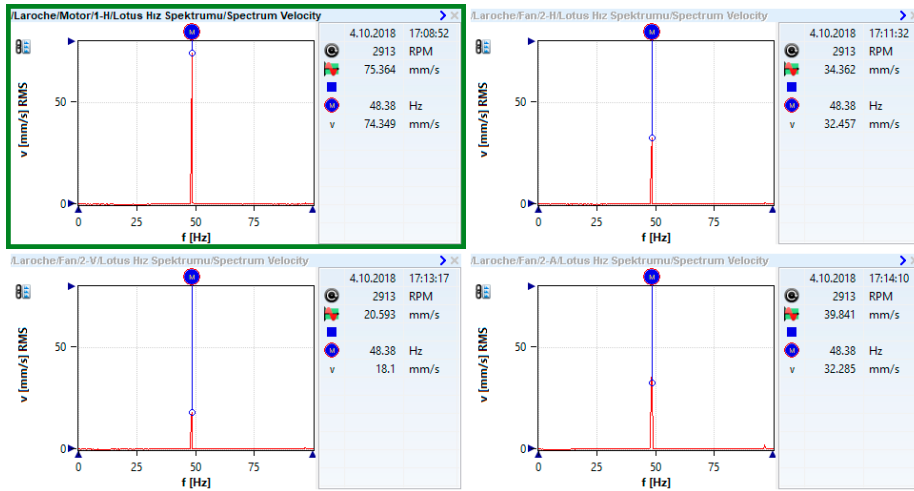 /Laroche/Motor/1-H/Lotus Hız Spektrumu/Spectrum Velocity
M
4.10.2018 17:08:52
2913 RPM
75.364 mm/s
M 48.38 Hz
v 74.349 mm/s
v [mm/s] RMS
50
0
0 25 50 75
f [Hz]
/Laroche/Fan/2-H/Lotus Hız Spektrumu/Spectrum Velocity
M
4.10.2018 17:11:32
2913 RPM
34.362 mm/s
M 48.38 Hz
v 32.457 mm/s
v [mm/s] RMS
50
0
0 25 50 75
f [Hz]
/Laroche/Fan/2-V/Lotus Hız Spektrumu/Spectrum Velocity
M
4.10.2018 17:13:17
2913 RPM
20.593 mm/s
M 48.38 Hz
v 18.1 mm/s
v [mm/s] RMS
50
0
0 25 50 75
f [Hz]
/Laroche/Fan/2-A/Lotus Hız Spektrumu/Spectrum Velocity
M
4.10.2018 17:14:10
2913 RPM
39.841 mm/s
M 48.38 Hz
v 32.285 mm/s
v [mm/s] RMS
50
0
0 25 50 75
f [Hz]